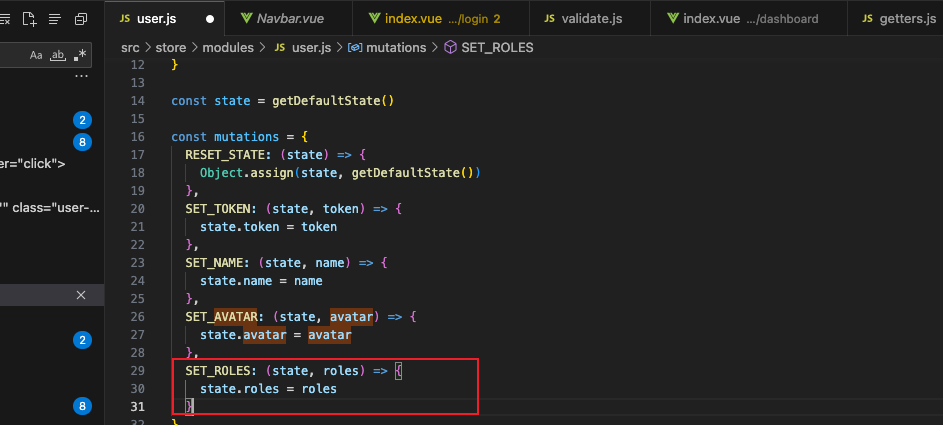 JS user.js
Navbar.vue
index.vue .../login 2
JS validate.js
index.vue .../dashboard
JS getters.js
src > store > modules > JS user.js > mutations > SET_ROLES
Aa ab .*
...
2
8
er="click">
"" class="user-...
2
8
12 }
13
14 const state = getDefaultState()
15
16 const mutations = {
17 RESET_STATE: (state) => {
18 Object.assign(state, getDefaultState())
19 },
20 SET_TOKEN: (state, token) => {
21 state.token = token
22 },
23 SET_NAME: (state, name) => {
24 state.name = name
25 },
26 SET_AVATAR: (state, avatar) => {
27 state.avatar = avatar
28 },
29 SET_ROLES: (state, roles) => {
30 state.roles = roles
31 }
32 }